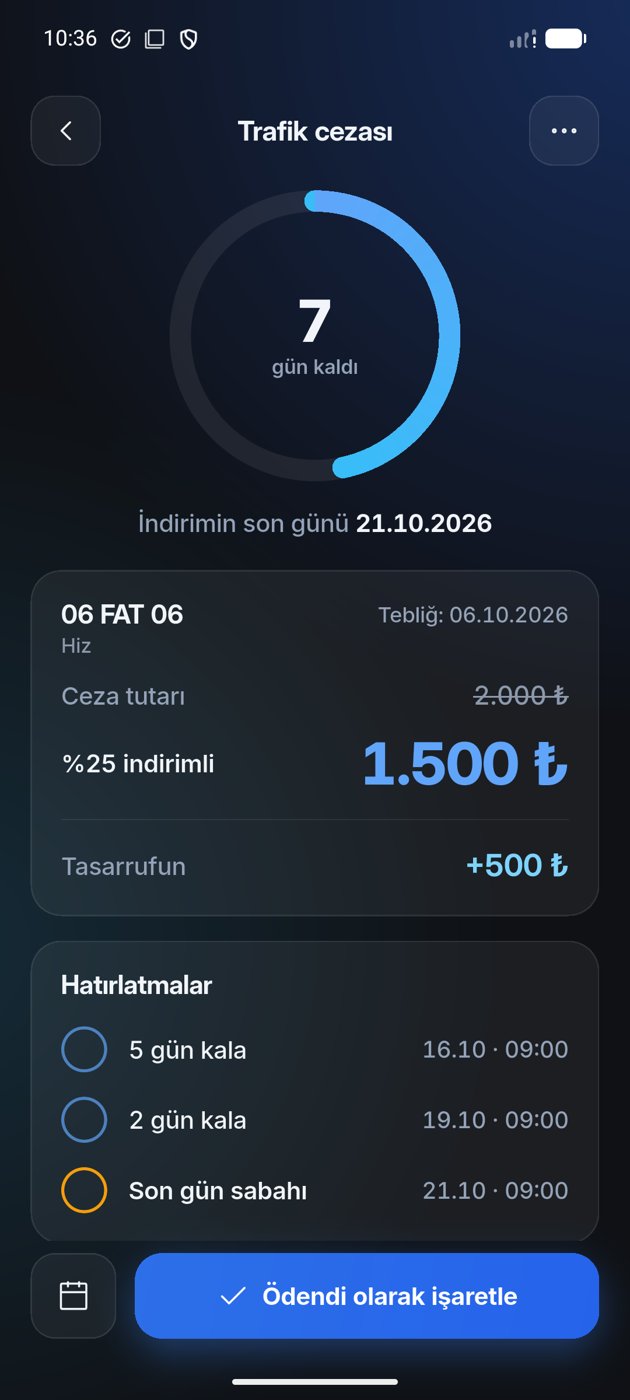 10:36
Trafik cezası
7
gün kaldı
İndirimin son günü 21.10.2026
06 FAT 06
Tebliğ: 06.10.2026
Hiz
Ceza tutarı
2.000 ₺
%25 indirimli
1.500 ₺
Tasarrufun
+500 ₺
Hatırlatmalar
5 gün kala
16.10 · 09:00
2 gün kala
19.10 · 09:00
Son gün sabahı
21.10 · 09:00
Ödendi olarak işaretle